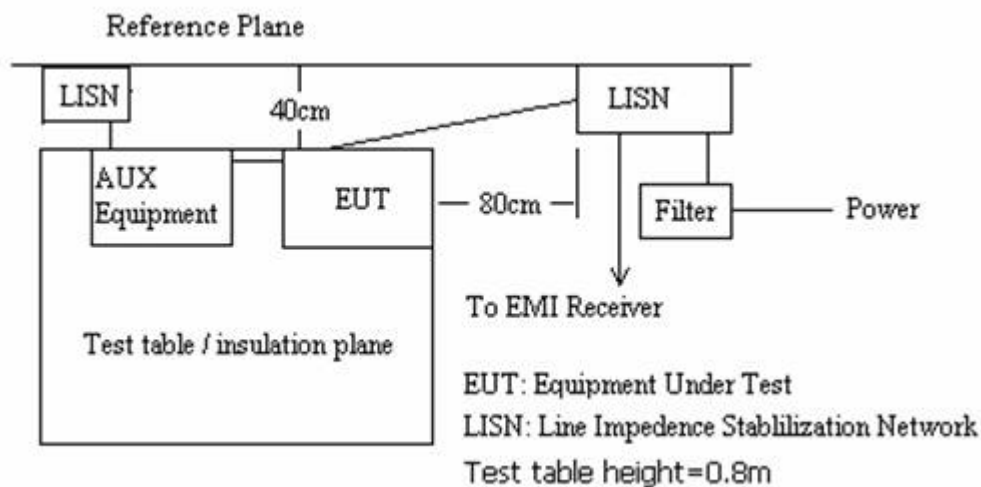 Reference Plane
LISN
40cm
LISN
AUX
Equipment
EUT
80cm
Filter
Power
To EMI Receiver
Test table / insulation plane
EUT: Equipment Under Test
LISN: Line Impedence Stablilization Network
Test table height=0.8m